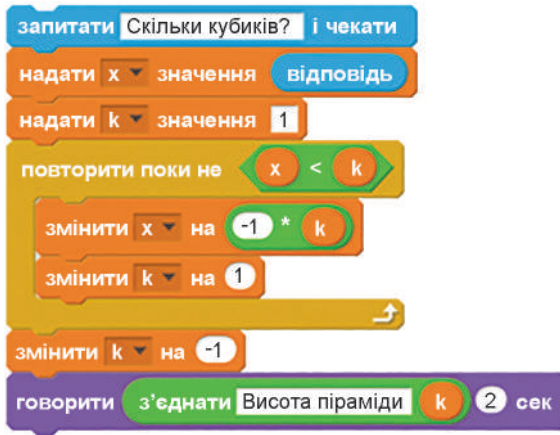 запитати Скільки кубиків? і чекати
надати x значення відповідь
надати k значення 1
повторити поки не x < k
змінити x на -1 * k
змінити k на 1
змінити k на -1
говорити з'єднати Висота піраміди k 2 сек